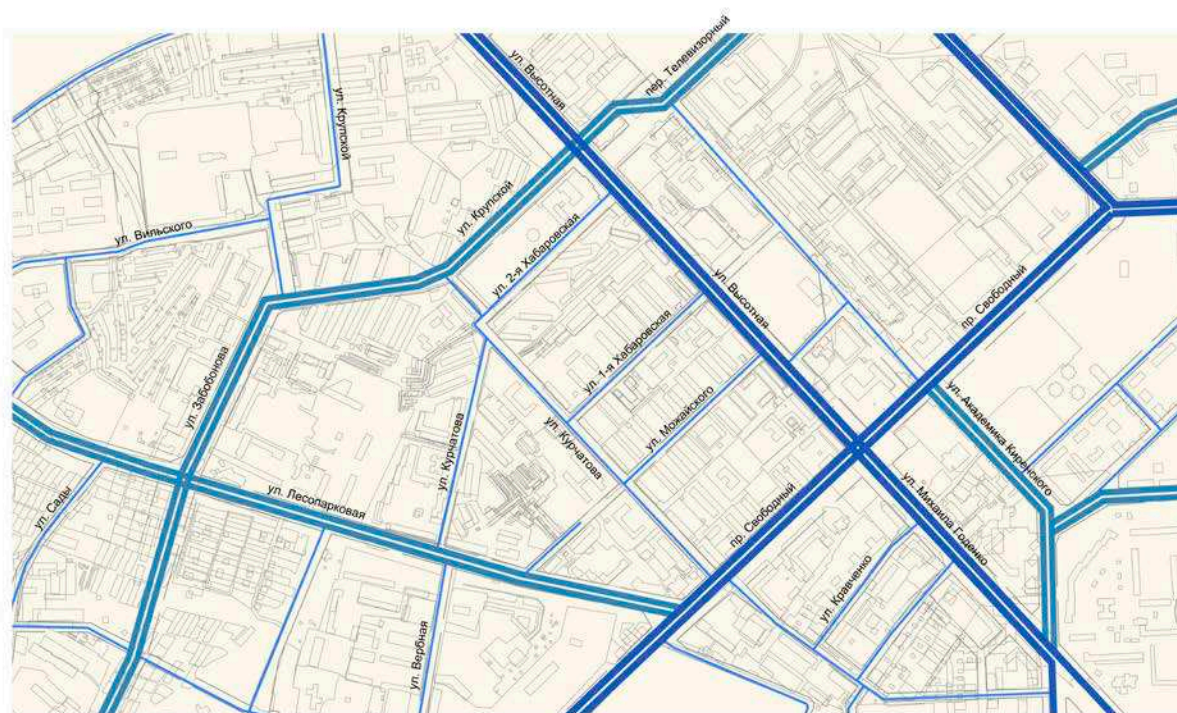 пер. Телевизорный
ул. Высотная
ул. Крупской
ул. Крупской
ул. Вильского
ул. 2-я Хабаровская
ул. Высотная
пр. Свободный
ул. 1-я Хабаровская
ул. Забобонова
ул. Можайского
ул. Академика Киренского
ул. Курчатова
ул. Курчатова
ул. Сады
ул. Лесопарковая
пр. Свободный
ул. Михаила Годенко
ул. Кравченко
ул. Вербная